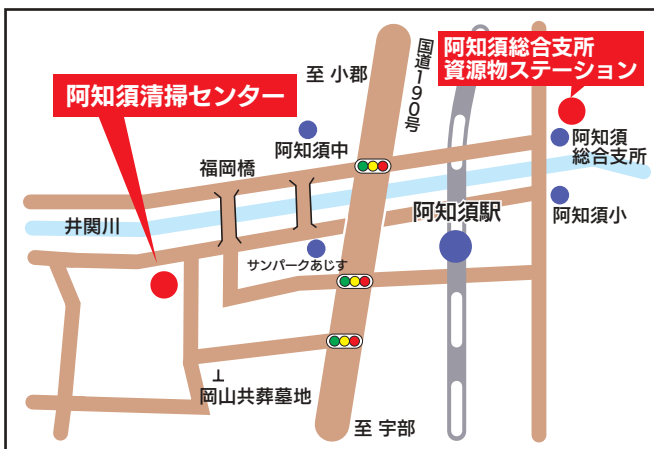 至 小郡
国道190号
阿知須総合支所
資源物ステーション
阿知須清掃センター
阿知須中
阿知須
総合支所
福岡橋
井関川
阿知須駅
阿知須小
サンパークあじす
岡山共葬墓地
至 宇部